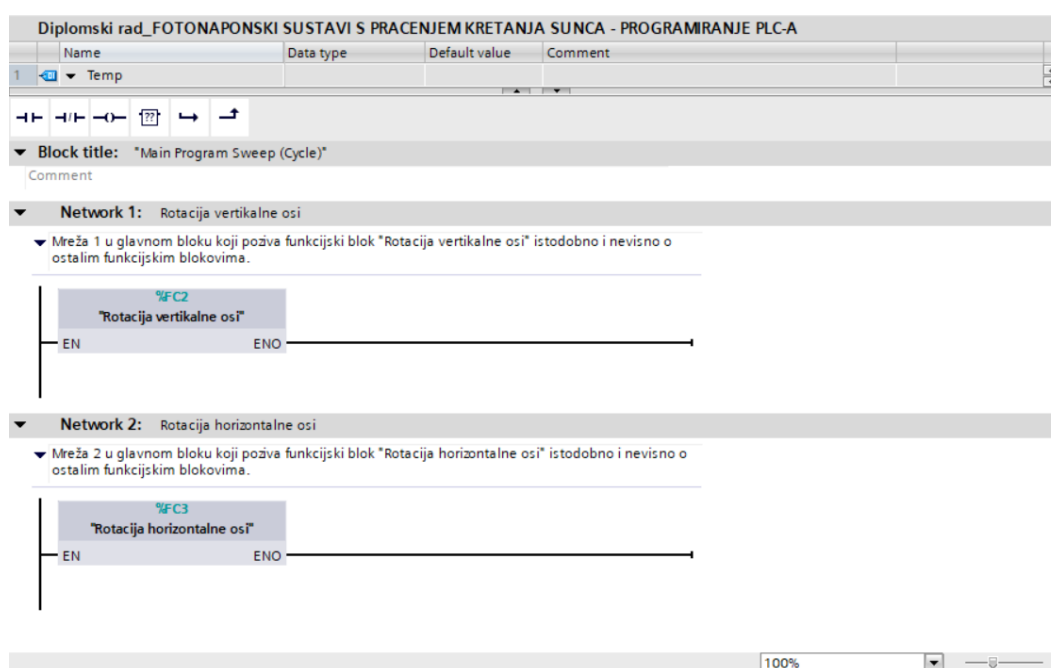 Diplomski rad_FOTONAPONSKI SUSTAVI S PRACENJEM KRETANJA SUNCA - PROGRAMIRANJE PLC-A
Name Data type Default value Comment
1 Temp
??
Block title: "Main Program Sweep (Cycle)"
Comment
Network 1: Rotacija vertikalne osi
Mreža 1 u glavnom bloku koji poziva funkcijski blok "Rotacija vertikalne osi" istodobno i nevisno o
ostalim funkcijskim blokovima.
%FC2
"Rotacija vertikalne osi"
EN ENO
Network 2: Rotacija horizontalne osi
Mreža 2 u glavnom bloku koji poziva funkcijski blok "Rotacija horizontalne osi" istodobno i nevisno o
ostalim funkcijskim blokovima.
%FC3
"Rotacija horizontalne osi"
EN ENO
100%